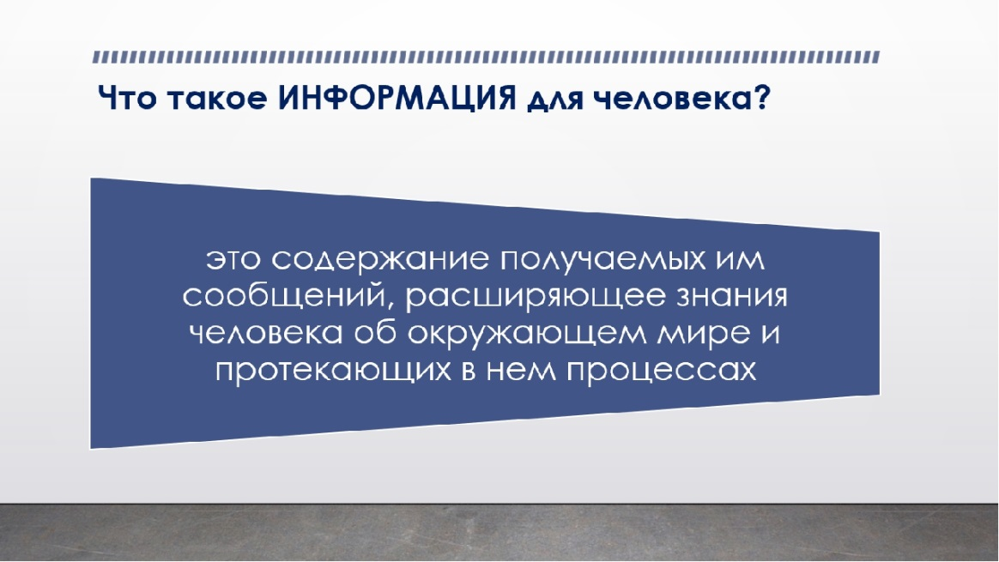 Что такое ИНФОРМАЦИЯ для человека?
это содержание получаемых им
сообщений, расширяющее знания
человека об окружающем мире и
протекающих в нем процессах